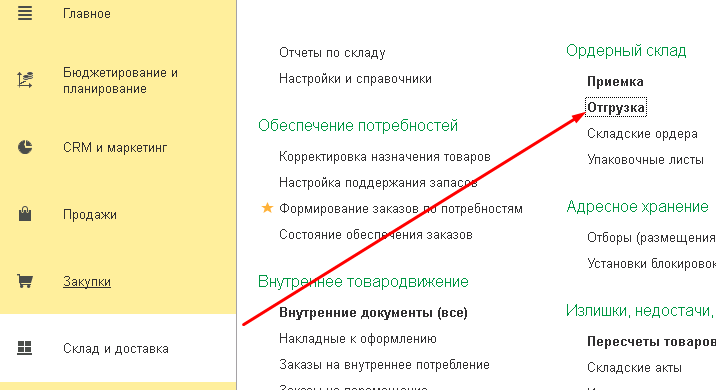 Главное
Бюджетирование и
планирование
CRM и маркетинг
Продажи
Закупки
Склад и доставка
Отчеты по складу
Настройки и справочники
Обеспечение потребностей
Корректировка назначения товаров
Настройка поддержания запасов
Формирование заказов по потребностям
Состояние обеспечения заказов
Внутреннее товародвижение
Внутренние документы (все)
Накладные к оформлению
Заказы на внутреннее потребление
Заказы на перемещение
Ордерный склад
Приемка
Отгрузка
Складские ордера
Упаковочные листы
Адресное хранение
Отборы (размещения
Установки блокировок
Излишки, недостачи,
Пересчеты товаров
Складские акты